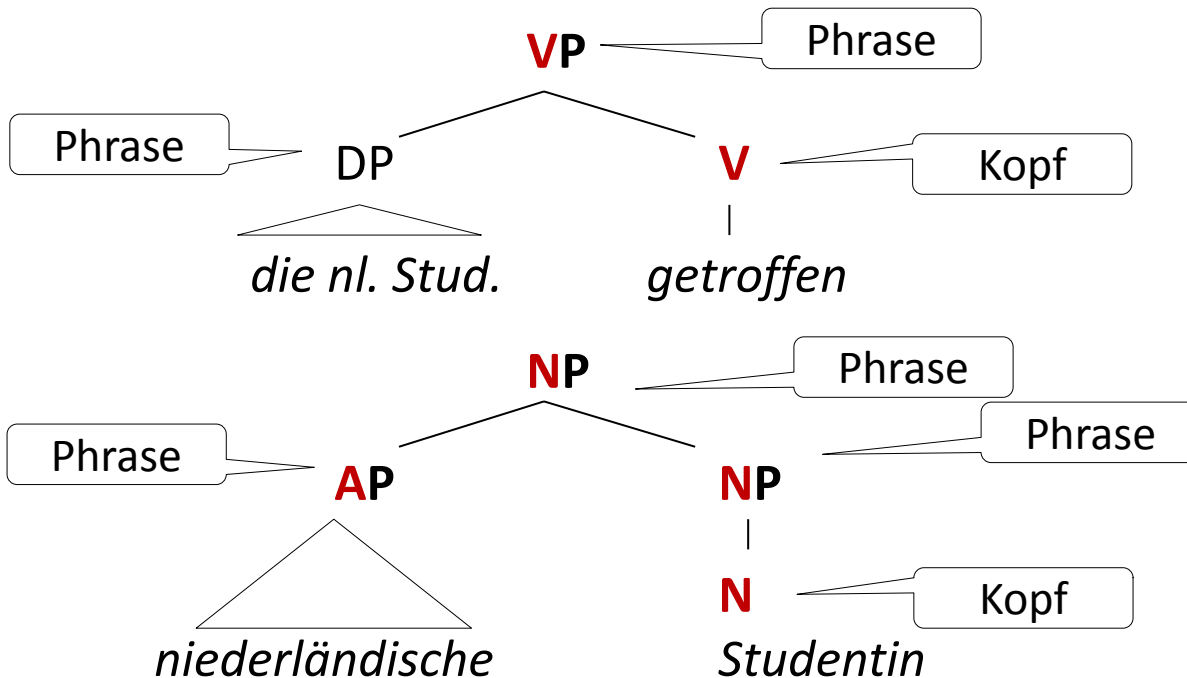 VP
Phrase
Phrase
DP
V
Kopf
die nl. Stud.
getroffen
NP
Phrase
Phrase
Phrase
AP
NP
N
Kopf
niederländische
Studentin